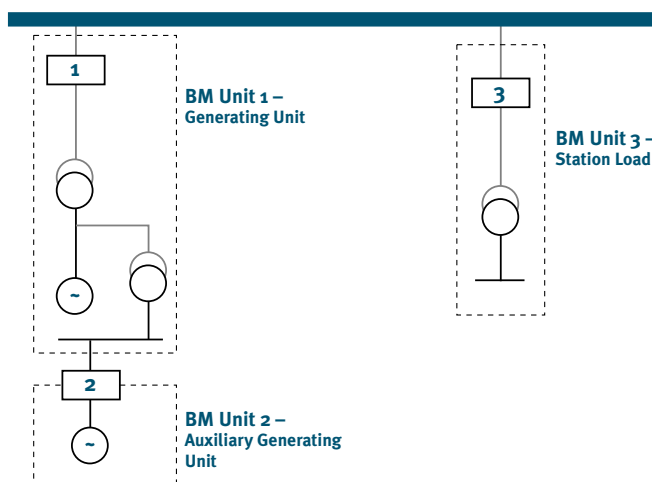 1
BM Unit 1 –
Generating Unit
~
2
BM Unit 2 –
Auxiliary Generating
Unit
~
3
BM Unit 3 –
Station Load